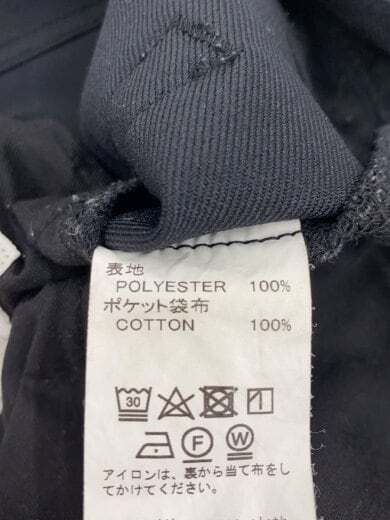 表地
POLYESTER 100%
ポケット袋布
COTTON 100%
30
F W
アイロンは、裏から当て布をし
てかけてください。